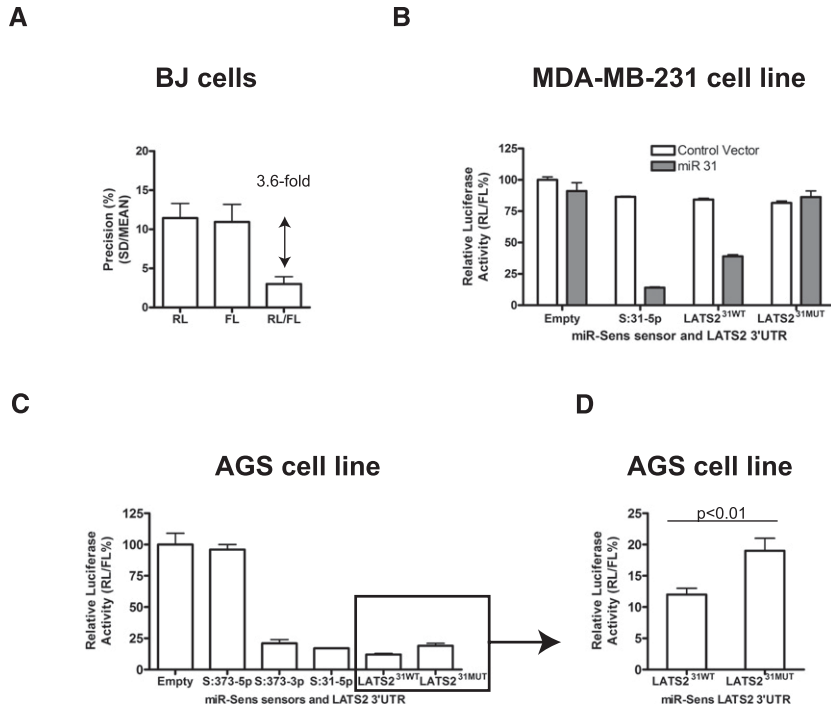 A
BJ cells
Precision (%)
(SD/MEAN)
20
15
10
5
0
3.6-fold
RL FL RL/FL
B
MDA-MB-231 cell line
Relative Luciferase
Activity (RL/FL%)
125
100
75
50
25
0
Control Vector
miR 31
Empty S:31-5p LATS2 31WT LATS2 31MUT
miR-Sens sensor and LATS2 3'UTR
C
AGS cell line
Relative Luciferase
Activity (RL/FL%)
125
100
75
50
25
0
Empty S:373-5p S:373-3p S:31-5p LATS2 31WT LATS2 31MUT
miR-Sens sensors and LATS2 3'UTR
D
AGS cell line
Relative Luciferase
Activity (RL/FL%)
25
20
15
10
5
0
p<0.01
LATS2 31WT LATS2 31MUT
miR-Sens LATS2 3'UTR